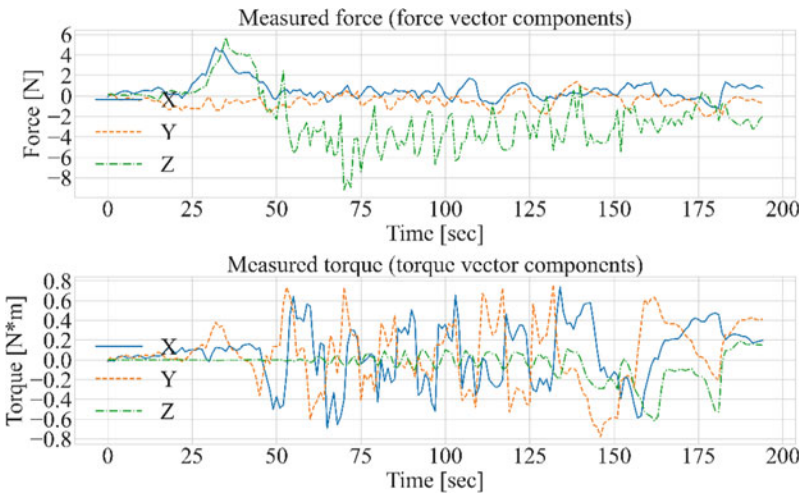 Measured force (force vector components)
Force [N]
6
4
2
0
−2
−4
−6
−8
X
Y
Z
0 25 50 75 100 125 150 175 200
Time [sec]
Measured torque (torque vector components)
Torque [N*m]
0.8
0.6
0.4
0.2
0.0
−0.2
−0.4
−0.6
−0.8
X
Y
Z
0 25 50 75 100 125 150 175 200
Time [sec]